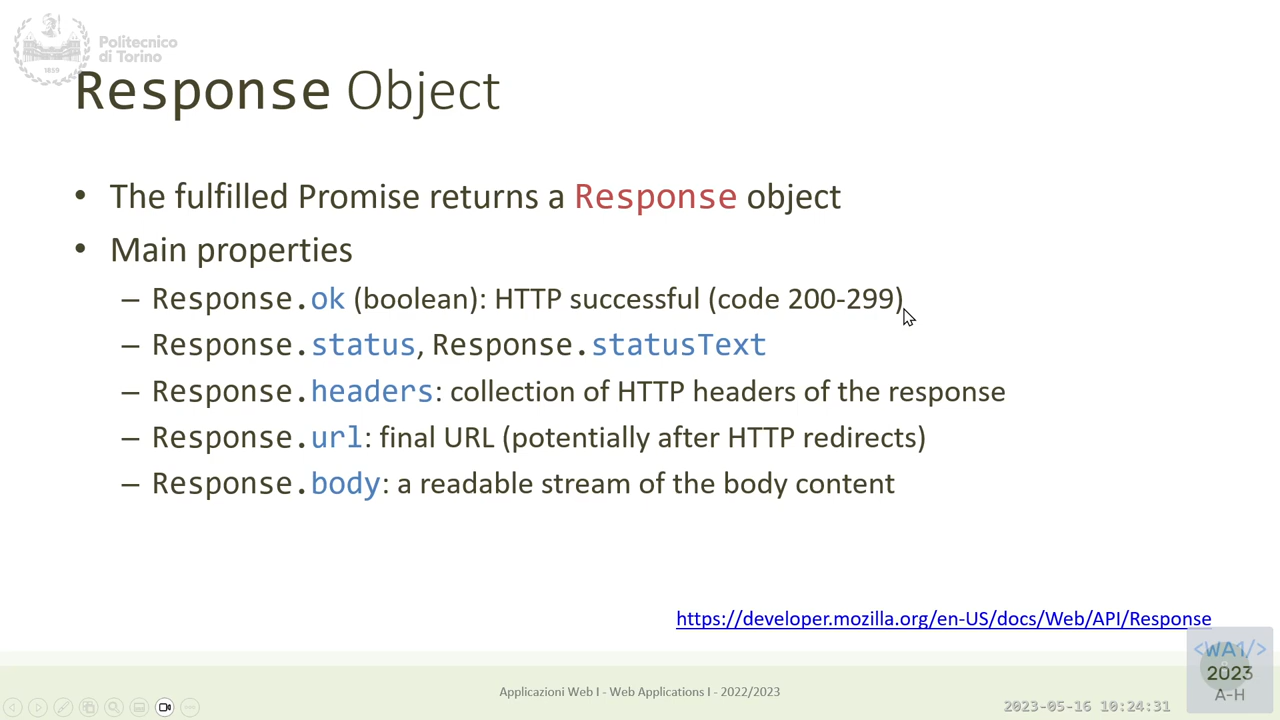 Politecnico
di Torino
1859
Response Object
• The fulfilled Promise returns a Response object
• Main properties
– Response.ok (boolean): HTTP successful (code 200-299)
– Response.status, Response.statusText
– Response.headers: collection of HTTP headers of the response
– Response.url: final URL (potentially after HTTP redirects)
– Response.body: a readable stream of the body content
https://developer.mozilla.org/en-US/docs/Web/API/Response
<WA1/>
2023
A-H
Applicazioni Web I - Web Applications I - 2022/2023
2023-05-16 10:24:31